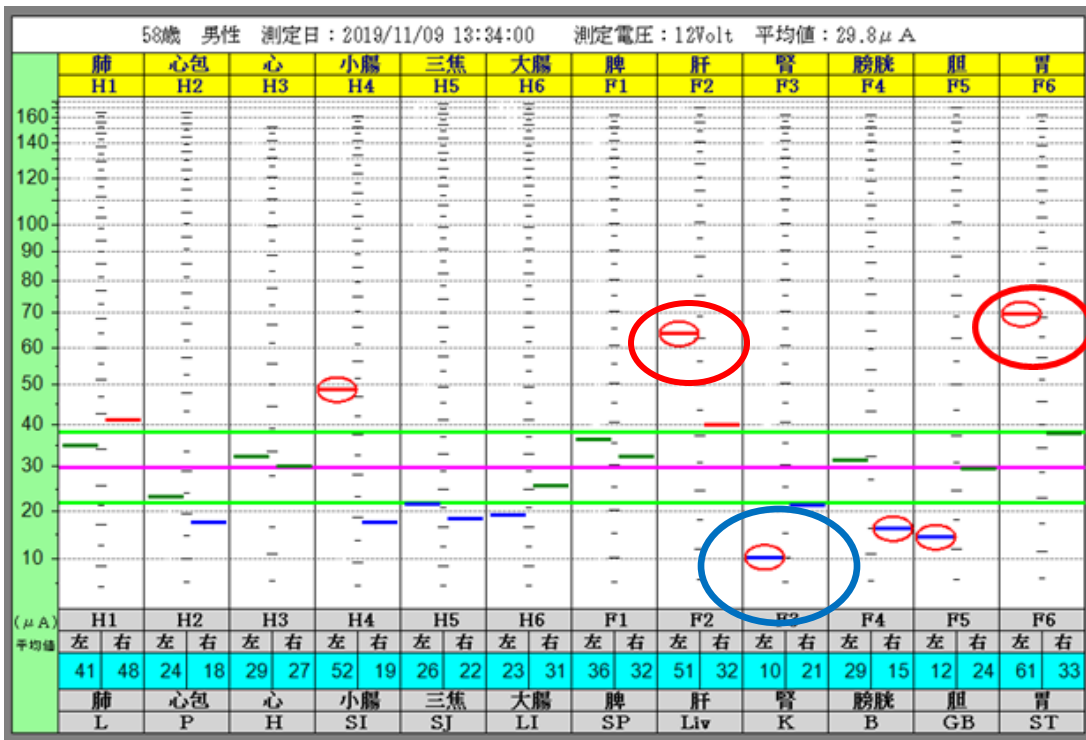 58歳 男性 測定日：2019/11/09 13:34:00 測定電圧：12Volt 平均値：29.8μA
肺 心包 心 小腸 三焦 大腸 脾 肝 腎 膀胱 胆 胃
H1 H2 H3 H4 H5 H6 F1 F2 F3 F4 F5 F6
160
140
120
100
90
80
70
60
50
40
30
20
10
(μA) H1 H2 H3 H4 H5 H6 F1 F2 F3 F4 F5 F6
平均値 左 右 左 右 左 右 左 右 左 右 左 右 左 右 左 右 左 右 左 右 左 右 左 右
41 48 24 18 29 27 52 19 26 22 23 31 36 32 51 32 10 21 29 15 12 24 61 33
肺 心包 心 小腸 三焦 大腸 脾 肝 腎 膀胱 胆 胃
L P H SI SJ LI SP Liv K B GB ST